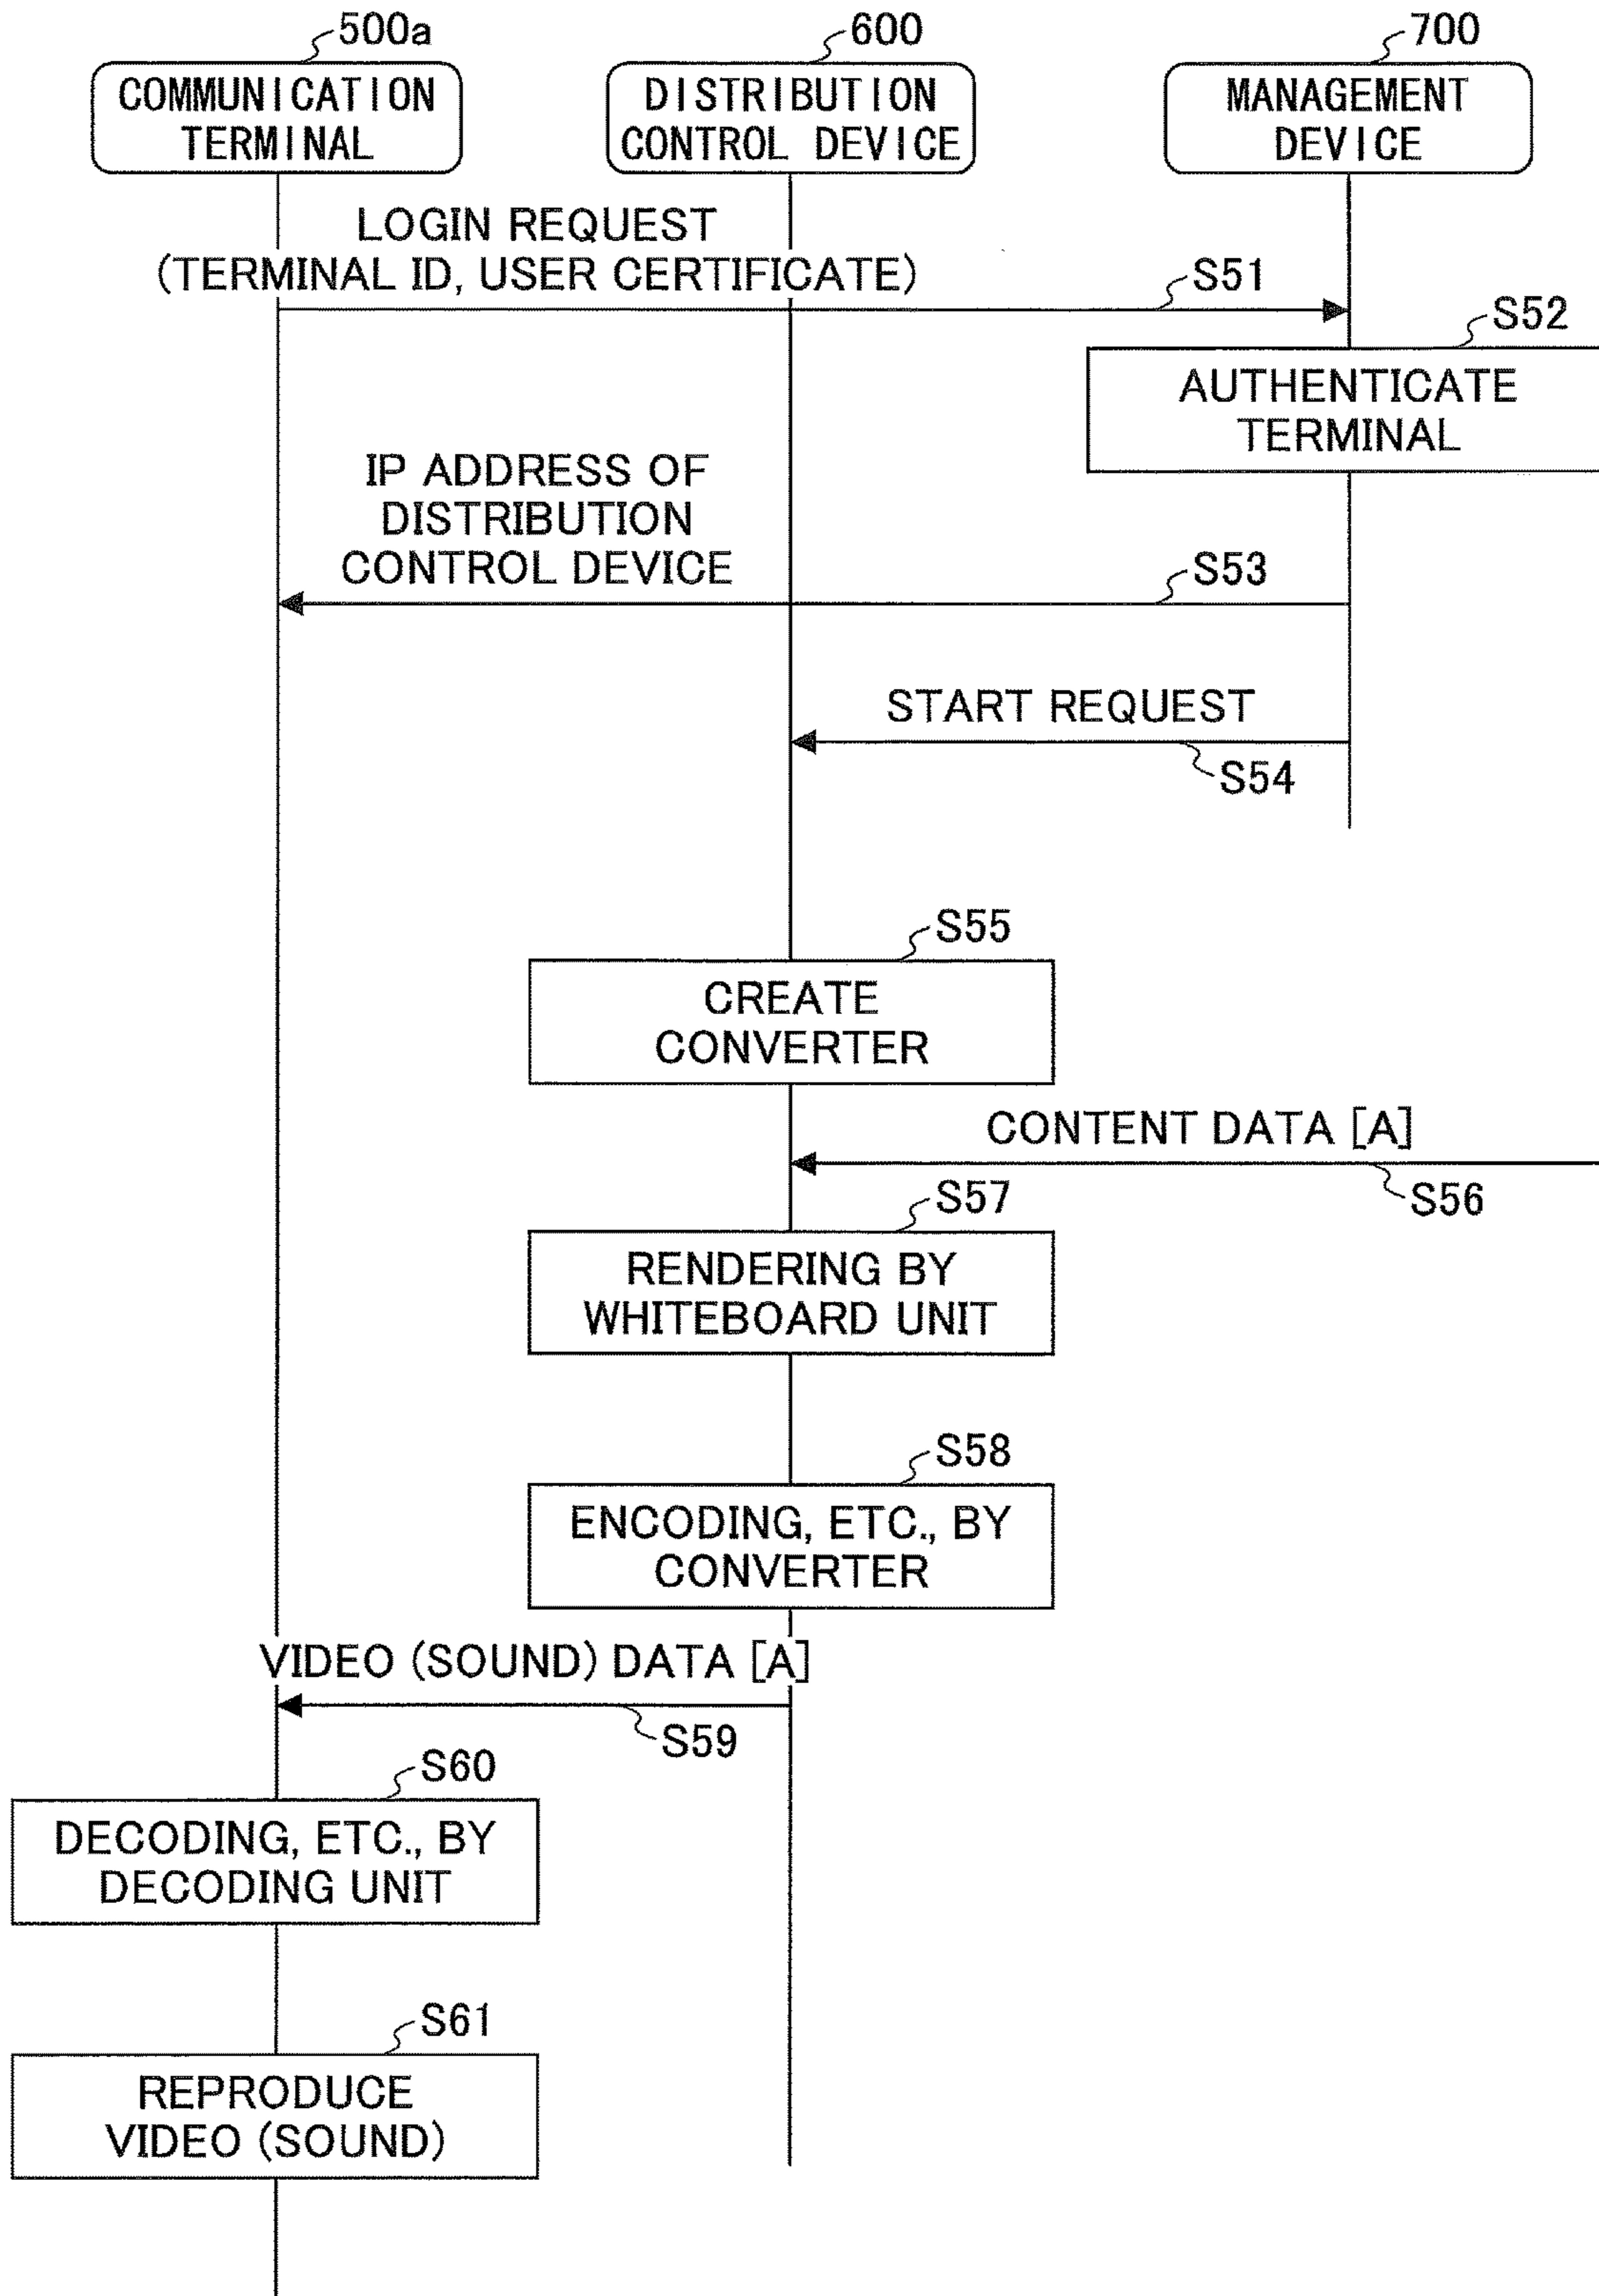 500a
600
700
COMMUNICATION
TERMINAL
DISTRIBUTION
CONTROL DEVICE
MANAGEMENT
DEVICE
LOGIN REQUEST
(TERMINAL ID, USER CERTIFICATE)
S51
S52
AUTHENTICATE
TERMINAL
IP ADDRESS OF
DISTRIBUTION
CONTROL DEVICE
S53
START REQUEST
S54
S55
CREATE
CONVERTER
CONTENT DATA [A]
S56
S57
RENDERING BY
WHITEBOARD UNIT
S58
ENCODING, ETC., BY
CONVERTER
VIDEO (SOUND) DATA [A]
S59
S60
DECODING, ETC., BY
DECODING UNIT
S61
REPRODUCE
VIDEO (SOUND)